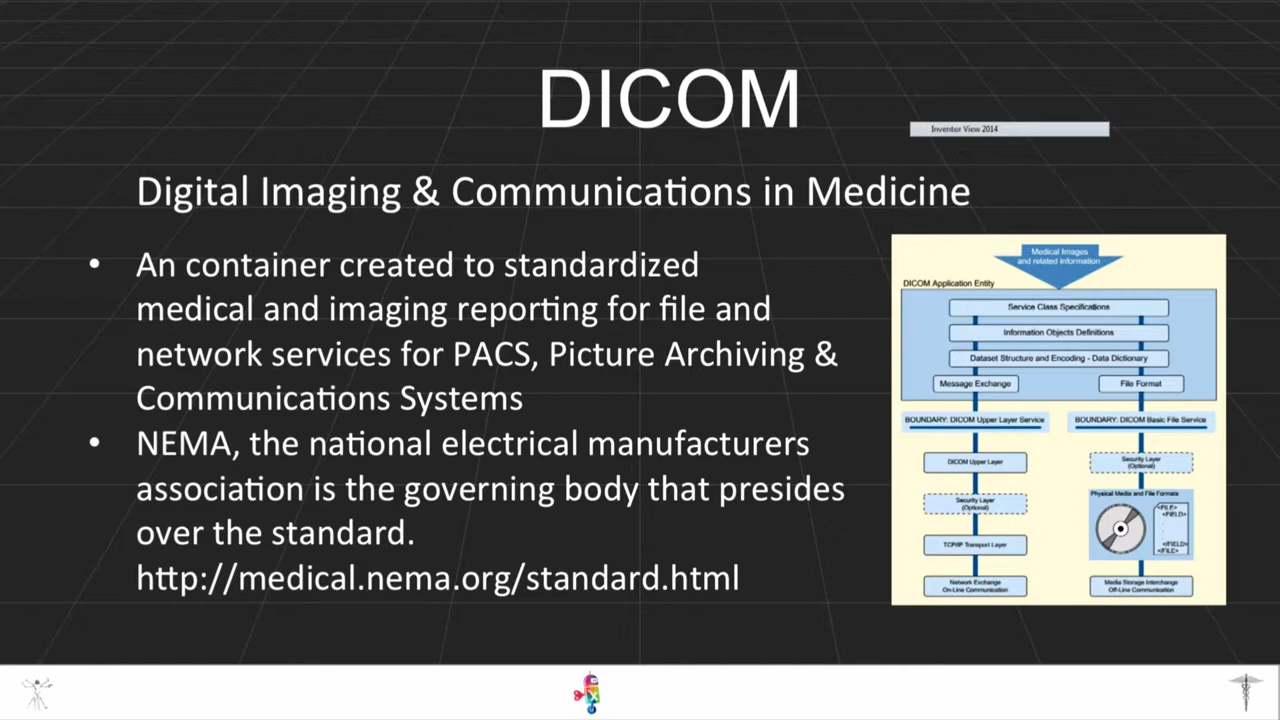 DICOM
Inventor View 2014
Digital Imaging & Communications in Medicine
• An container created to standardized
medical and imaging reporting for file and
network services for PACS, Picture Archiving &
Communications Systems
• NEMA, the national electrical manufacturers
association is the governing body that presides
over the standard.
http://medical.nema.org/standard.html
Medical Images
and related information
DICOM Application Entity
Service Class Specifications
Information Objects Definitions
Dataset Structure and Encoding - Data Dictionary
Message Exchange
File Format
BOUNDARY: DICOM Upper Layer Service
BOUNDARY: DICOM Basic File Service
DICOM Upper Layer
Security Layer
(Optional)
Security Layer
(Optional)
Physical Media and File Formats
<FILE>
<FIELD>
</FIELD>
</FILE>
TCP/IP Transport Layer
Network Exchange
On-Line Communication
Media Storage Interchange
Off-Line Communication